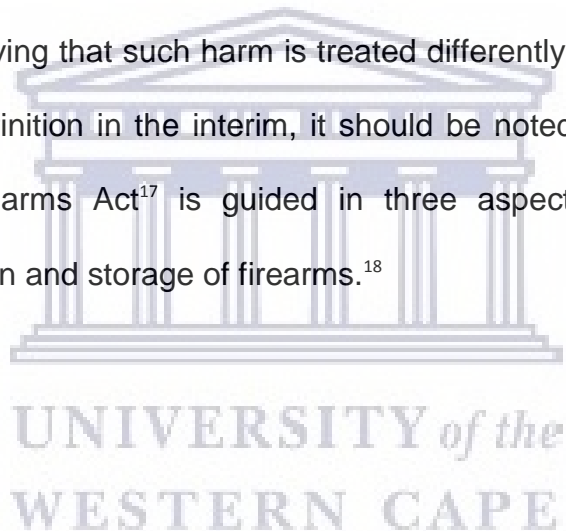 ving that such harm is treated differently
inition in the interim, it should be noted
arms Act¹⁷ is guided in three aspect
n and storage of firearms.¹⁸
UNIVERSITY of the
WESTERN CAPE